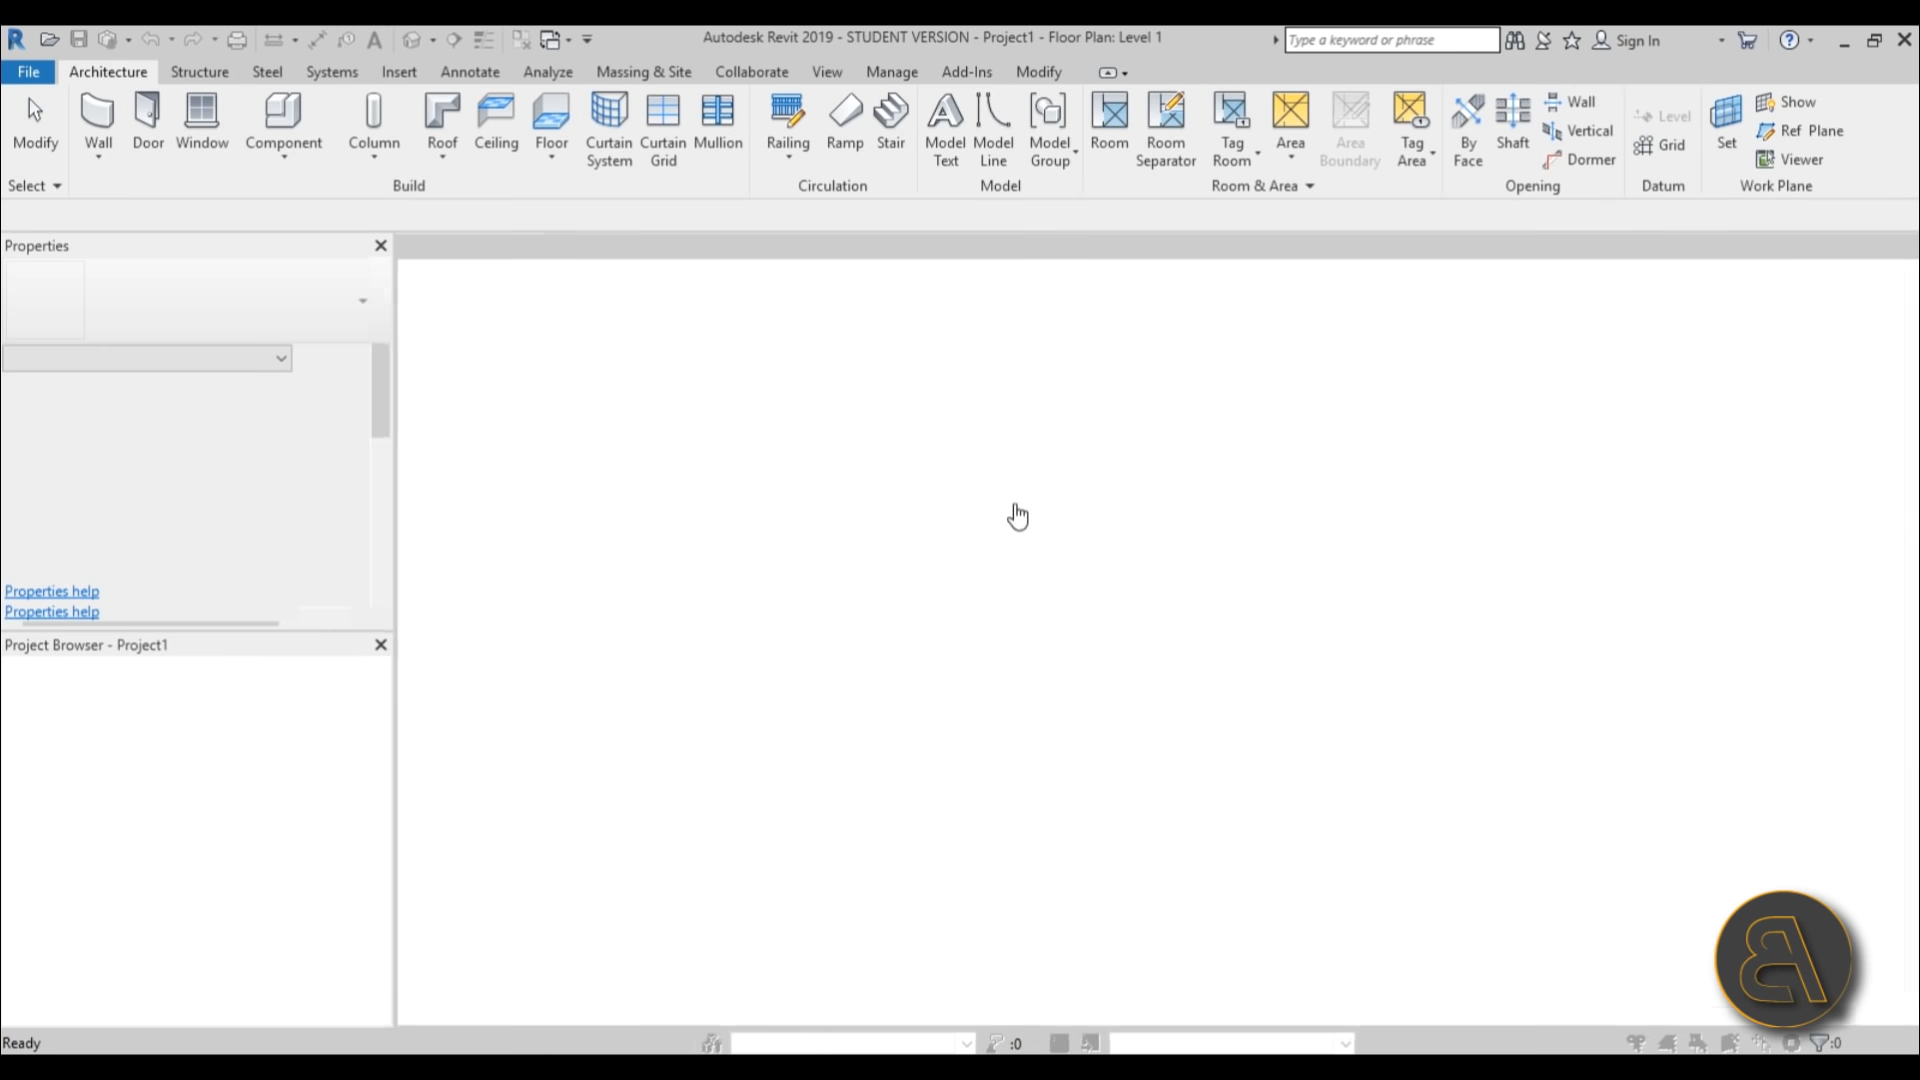 Autodesk Revit 2019 - STUDENT VERSION - Project1 - Floor Plan: Level 1
Type a keyword or phrase
Sign In
File Architecture Structure Steel Systems Insert Annotate Analyze Massing & Site Collaborate View Manage Add-Ins Modify
Modify
Wall
Door
Window
Component
Column
Roof
Ceiling
Floor
Curtain
System
Curtain
Grid
Mullion
Railing
Ramp
Stair
Model
Text
Model
Line
Model
Group
Room
Room
Separator
Tag
Room
Area
Area
Boundary
Tag
Area
By
Face
Shaft
Wall
Vertical
Dormer
Level
Grid
Set
Show
Ref Plane
Viewer
Select
Build
Circulation
Model
Room & Area
Opening
Datum
Work Plane
Properties
Properties help
Properties help
Project Browser - Project1
Ready
:0
:0